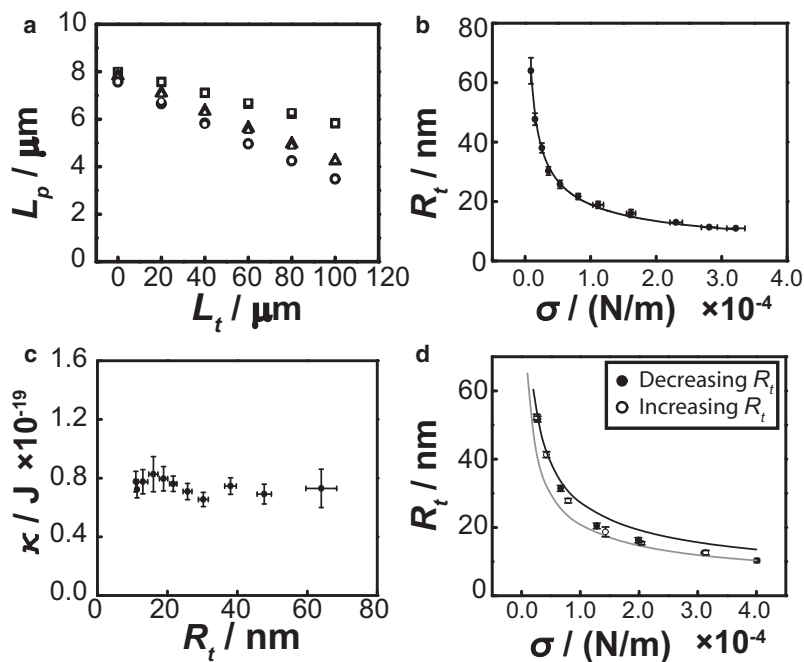 a
10
8
6
4
2
0
L_p / μm
0 20 40 60 80 100 120
L_t / μm
b
80
60
40
20
0
R_t / nm
0.0 1.0 2.0 3.0 4.0
σ / (N/m) ×10⁻⁴
c
1.6
1.2
0.8
0.4
0.0
κ / J ×10⁻¹⁹
0 20 40 60 80
R_t / nm
d
60
40
20
0
R_t / nm
Decreasing R_t
Increasing R_t
0.0 1.0 2.0 3.0 4.0
σ / (N/m) ×10⁻⁴